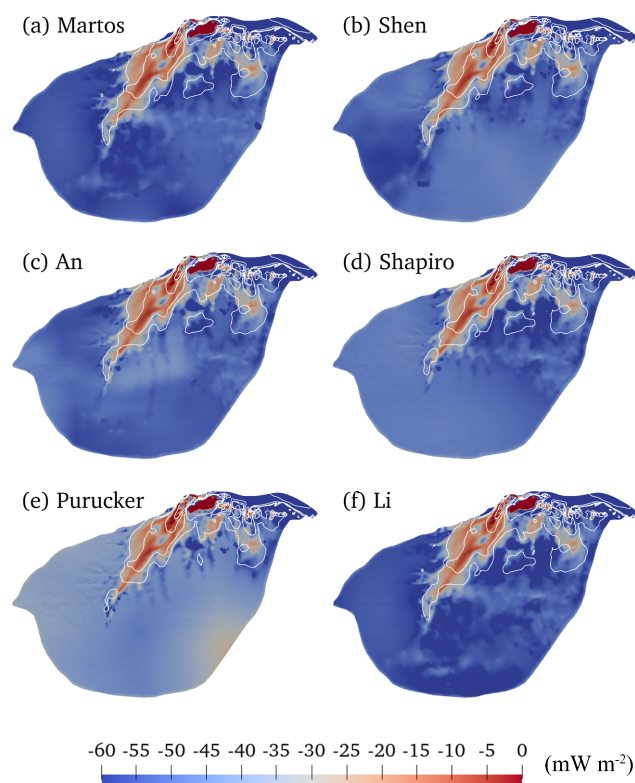 (a) Martos
(b) Shen
(c) An
(d) Shapiro
(e) Purucker
(f) Li
-60 -55 -50 -45 -40 -35 -30 -25 -20 -15 -10 -5 0 (mW m⁻²)